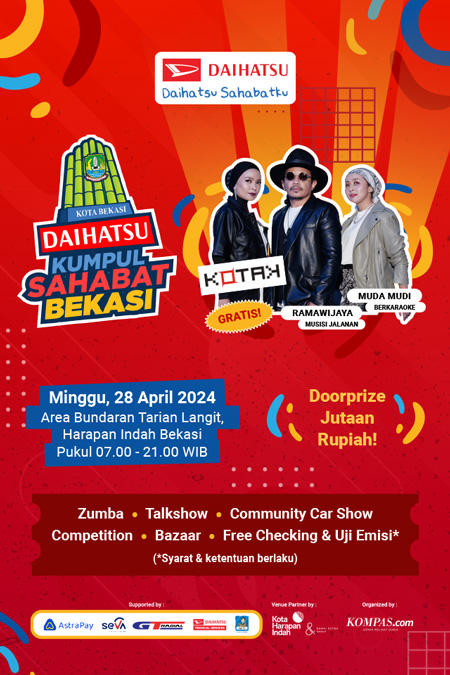 DAIHATSU
Daihatsu Sahabatku
KOTA BEKASI
DAIHATSU
KUMPUL
SAHABAT
BEKASI
KOTAK
GRATIS!
RAMAWIJAYA
MUSISI JALANAN
MUDA MUDI
BERKARAOKE
Minggu, 28 April 2024
Area Bundaran Tarian Langit,
Harapan Indah Bekasi
Pukul 07.00 - 21.00 WIB
Doorprize
Jutaan
Rupiah!
Zumba • Talkshow • Community Car Show
Competition • Bazaar • Free Checking & Uji Emisi*
(*Syarat & ketentuan berlaku)
Supported by :
AstraPay
SEVA
GT RADIAL
DAIHATSU
Venue Partner by :
Kota
Harapan
Indah
&
Organized by :
KOMPAS.com